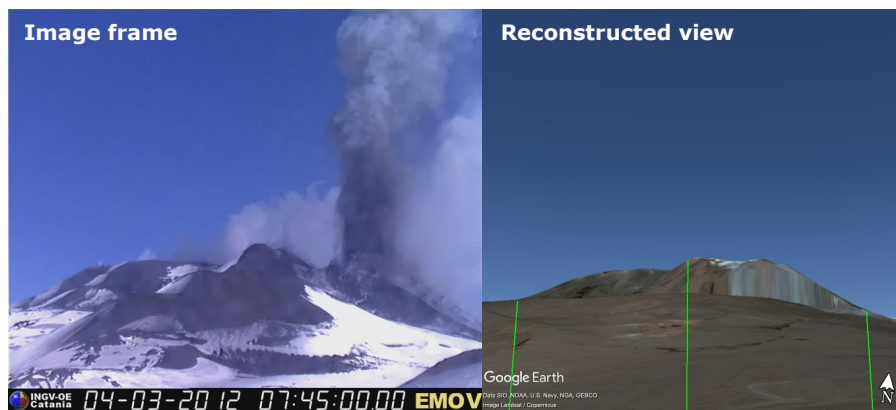 Image frame
Reconstructed view
INGV-OE
Catania
04-03-2012 07:45:00.00 EMOV
Google Earth
Data SIO, NOAA, U.S. Navy, NGA, GEBCO
Image Landsat / Copernicus
N